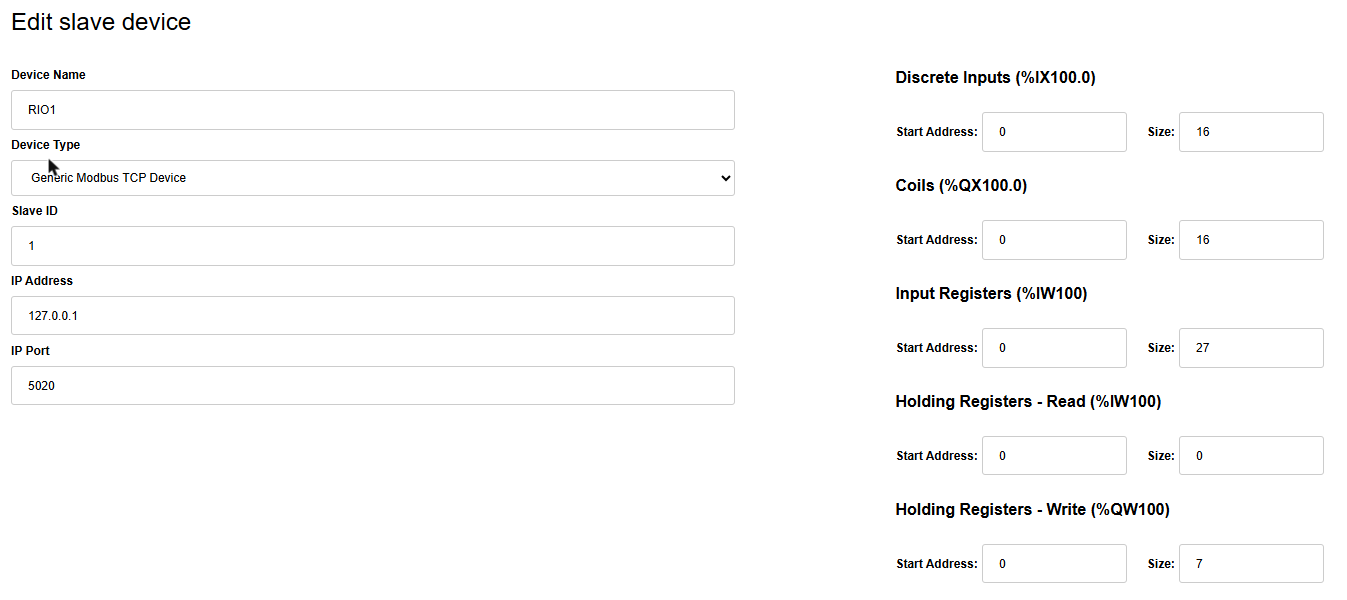 Edit slave device
Device Name
RIO1
Device Type
Generic Modbus TCP Device
Slave ID
1
IP Address
127.0.0.1
IP Port
5020
Discrete Inputs (%IX100.0)
Start Address: 0 Size: 16
Coils (%QX100.0)
Start Address: 0 Size: 16
Input Registers (%IW100)
Start Address: 0 Size: 27
Holding Registers - Read (%IW100)
Start Address: 0 Size: 0
Holding Registers - Write (%QW100)
Start Address: 0 Size: 7